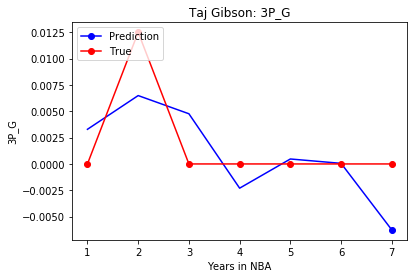 Taj Gibson: 3P_G
Prediction
True
0.0125
0.0100
0.0075
0.0050
0.0025
0.0000
−0.0025
−0.0050
3P_G
1 2 3 4 5 6 7
Years in NBA